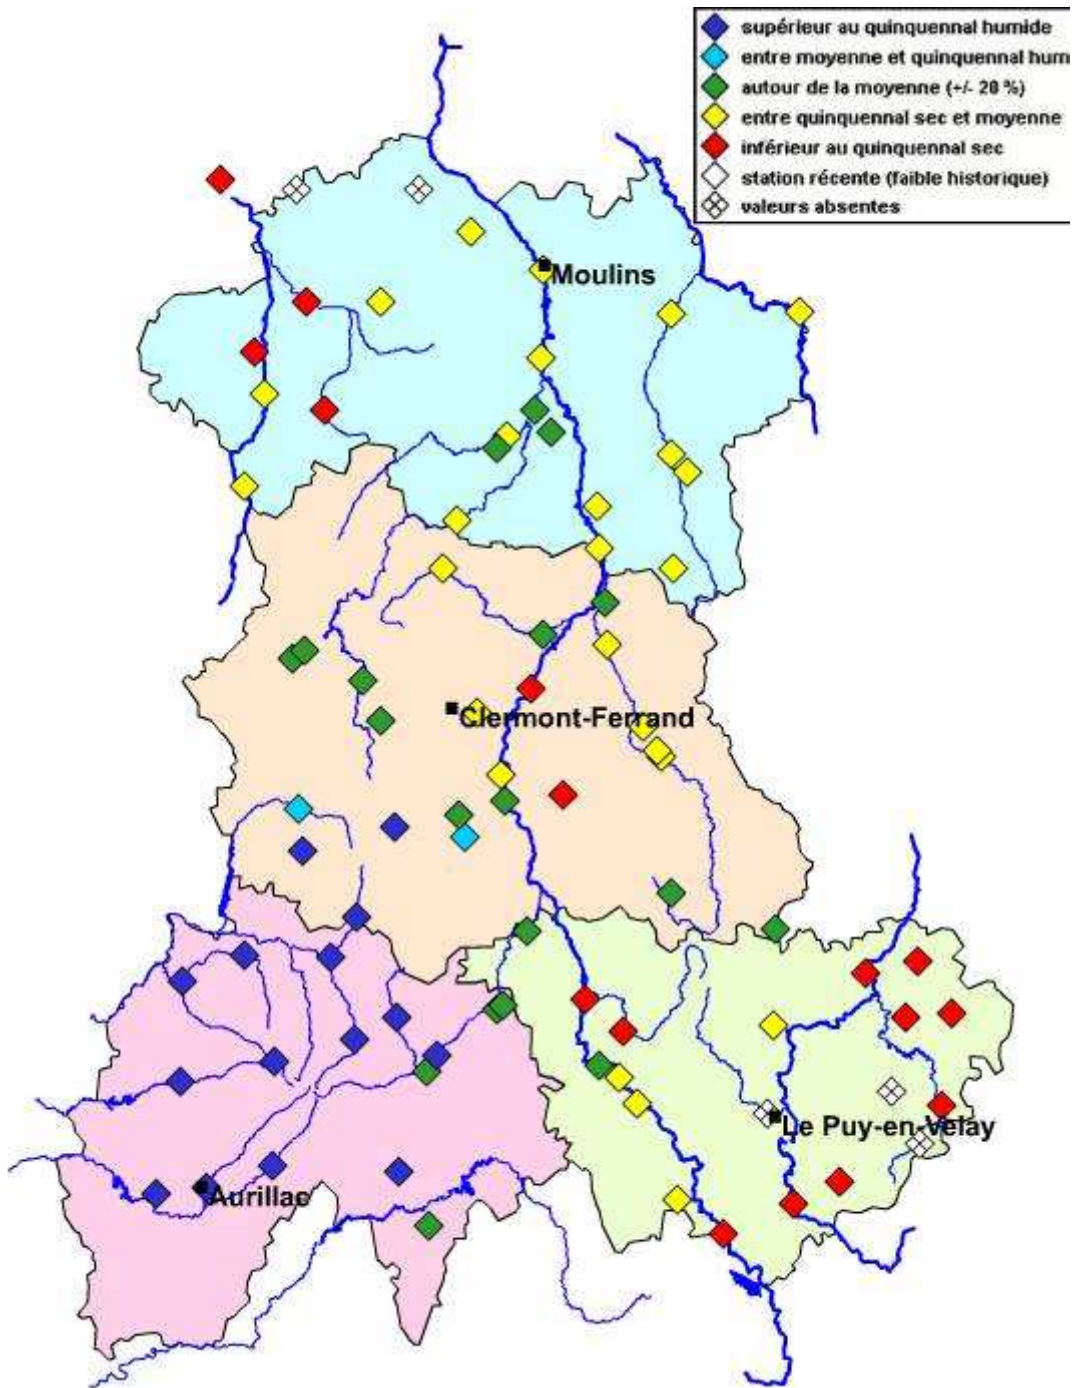 supérieur au quinquennal humide
entre moyenne et quinquennal hum
autour de la moyenne (+/- 20 %)
entre quinquennal sec et moyenne
inférieur au quinquennal sec
station récente (faible historique)
valeurs absentes
Moulins
Clermont-Ferrand
Le Puy-en-Velay
Aurillac